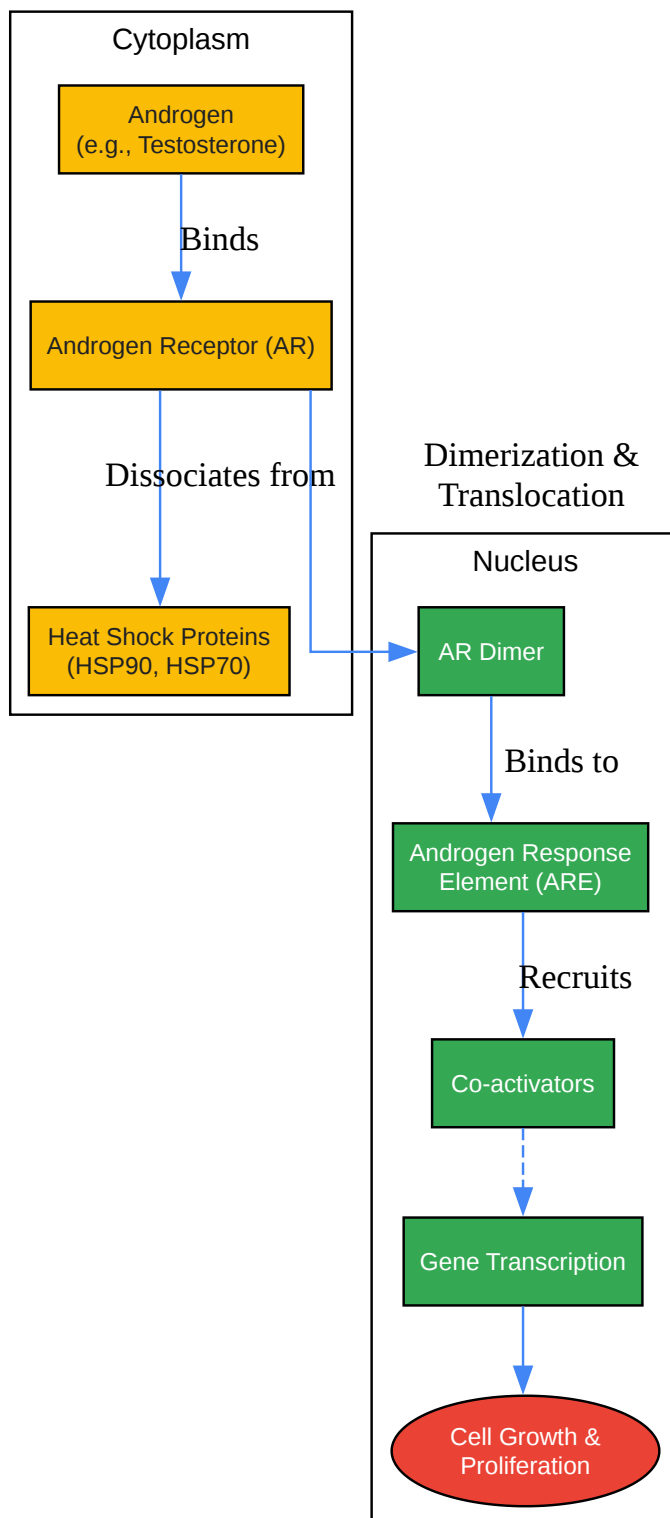 Cytoplasm
Androgen
(e.g., Testosterone)
Binds
Androgen Receptor (AR)
Dissociates from
Heat Shock Proteins
(HSP90, HSP70)
Dimerization &
Translocation
Nucleus
AR Dimer
Binds to
Androgen Response
Element (ARE)
Recruits
Co-activators
Gene Transcription
Cell Growth &
Proliferation